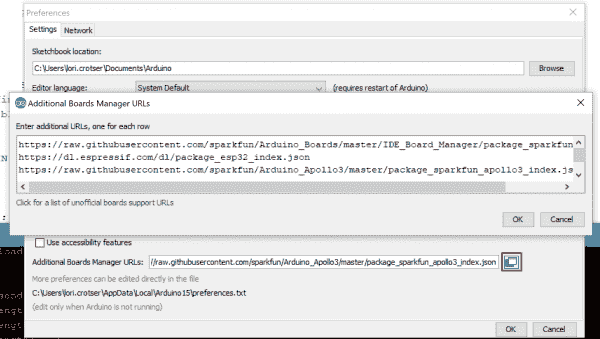 Preferences
Settings Network
Sketchbook location:
C:\Users\lori.crotser\Documents\Arduino Browse
Editor language: System Default (requires restart of Arduino)
Additional Boards Manager URLs
Enter additional URLs, one for each row
https://raw.githubusercontent.com/sparkfun/Arduino_Boards/master/IDE_Board_Manager/package_sparkfun
https://dl.espressif.com/dl/package_esp32_index.json
https://raw.githubusercontent.com/sparkfun/Arduino_Apollo3/master/package_sparkfun_apollo3_index.js
Click for a list of unofficial boards support URLs
OK Cancel
Use accessibility features
Additional Boards Manager URLs: //raw.githubusercontent.com/sparkfun/Arduino_Apollo3/master/package_sparkfun_apollo3_index.json
More preferences can be edited directly in the file
C:\Users\lori.crotser\AppData\Local\Arduino15\preferences.txt
(edit only when Arduino is not running)
OK Cancel